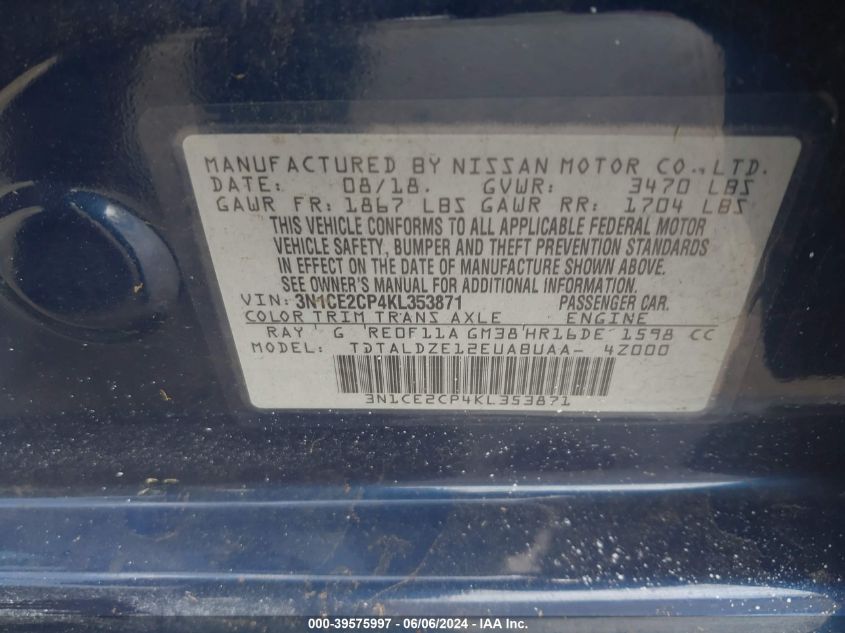 MANUFACTURED BY NISSAN MOTOR CO., LTD.
DATE: 08/18. GVWR: 3470 LBS
GAWR FR: 1867 LBS GAWR RR: 1704 LBS
THIS VEHICLE CONFORMS TO ALL APPLICABLE FEDERAL MOTOR
VEHICLE SAFETY, BUMPER AND THEFT PREVENTION STANDARDS
IN EFFECT ON THE DATE OF MANUFACTURE SHOWN ABOVE.
SEE OWNER'S MANUAL FOR ADDITIONAL INFORMATION.
VIN: 3N1CE2CP4KL353871 PASSENGER CAR.
COLOR TRIM TRANS AXLE ENGINE
RAY G RE0F11A GM38 HR16DE 1598 CC
MODEL: TDTALDZE12EUABUAA- 4Z000
3N1CE2CP4KL353871
000-39575997 - 06/06/2024 - IAAI Inc.